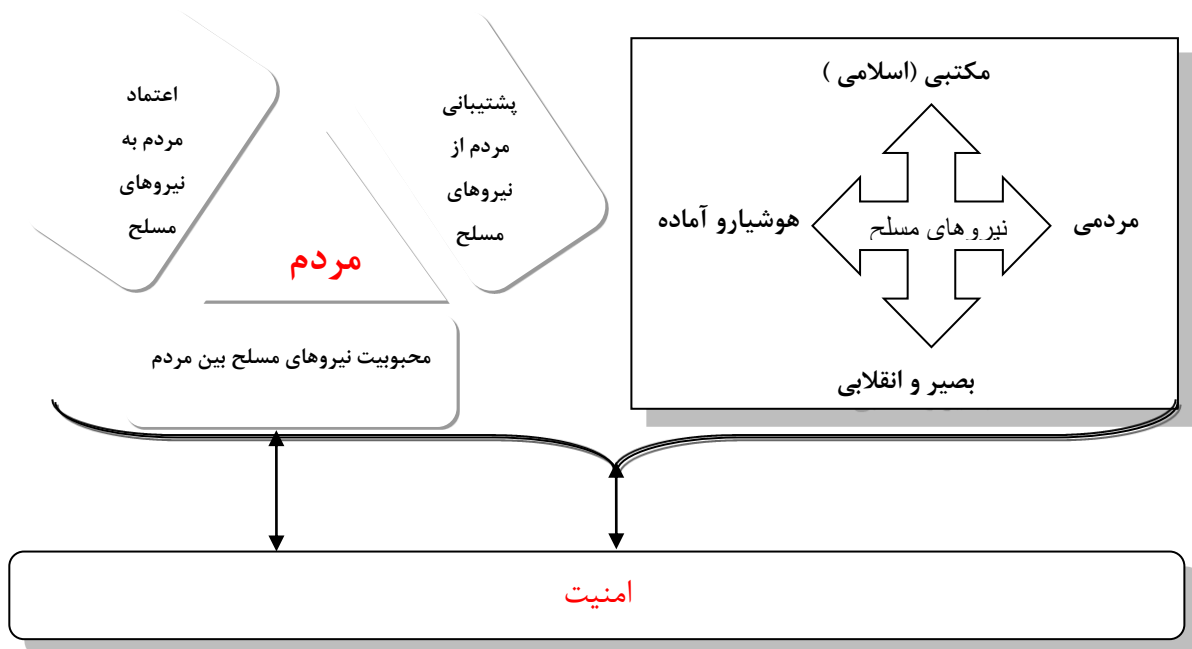 مکتبی (اسلامی )
مردمی
نیروهای مسلح
هوشیارو آماده
بصیر و انقلابی
پشتیبانی
مردم از
نیروهای
مسلح
اعتماد
مردم به
نیروهای
مسلح
مردم
محبوبیت نیروهای مسلح بین مردم
امنیت